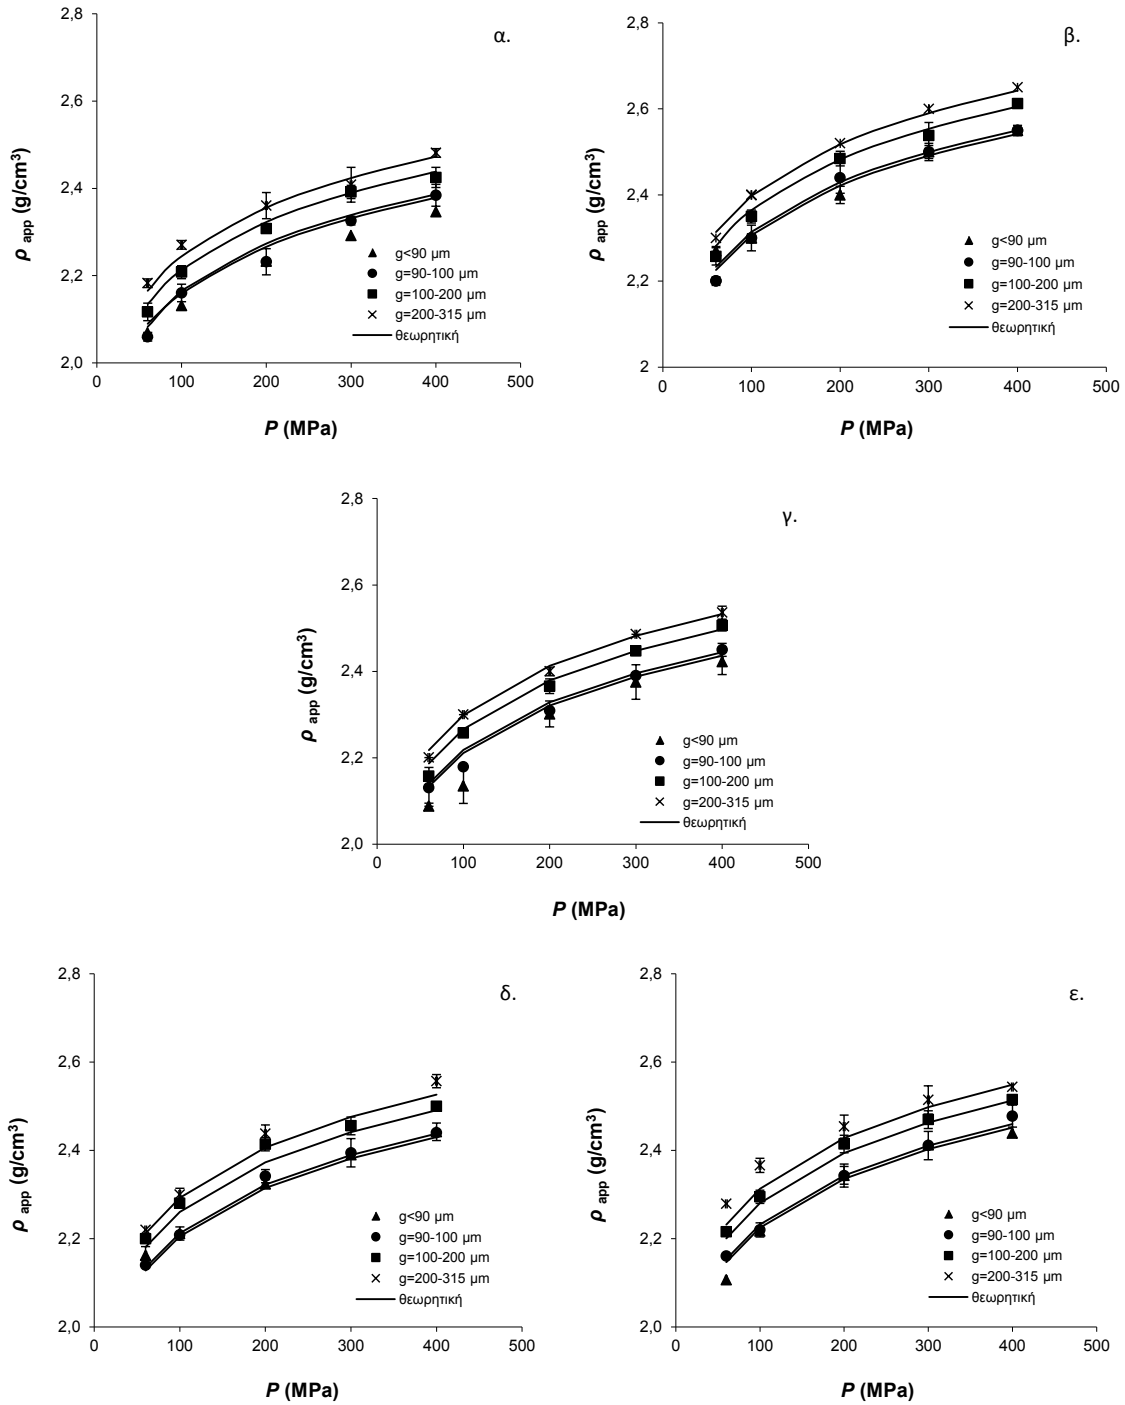 α.
2,8
2,6
2,4
2,2
2,0
0 100 200 300 400 500
ρ app (g/cm³)
P (MPa)
g<90 μm
g=90-100 μm
g=100-200 μm
g=200-315 μm
θεωρητική
β.
2,8
2,6
2,4
2,2
2
0 100 200 300 400 500
ρ app (g/cm³)
P (MPa)
g<90 μm
g=90-100 μm
g=100-200 μm
g=200-315 μm
θεωρητική
γ.
2,8
2,6
2,4
2,2
2,0
0 100 200 300 400 500
ρ app (g/cm³)
P (MPa)
g<90 μm
g=90-100 μm
g=100-200 μm
g=200-315 μm
θεωρητική
δ.
2,8
2,6
2,4
2,2
2,0
0 100 200 300 400 500
ρ app (g/cm³)
P (MPa)
g<90 μm
g=90-100 μm
g=100-200 μm
g=200-315 μm
θεωρητική
ε.
2,8
2,6
2,4
2,2
2,0
0 100 200 300 400 500
ρ app (g/cm³)
P (MPa)
g<90 μm
g=90-100 μm
g=100-200 μm
g=200-315 μm
θεωρητική